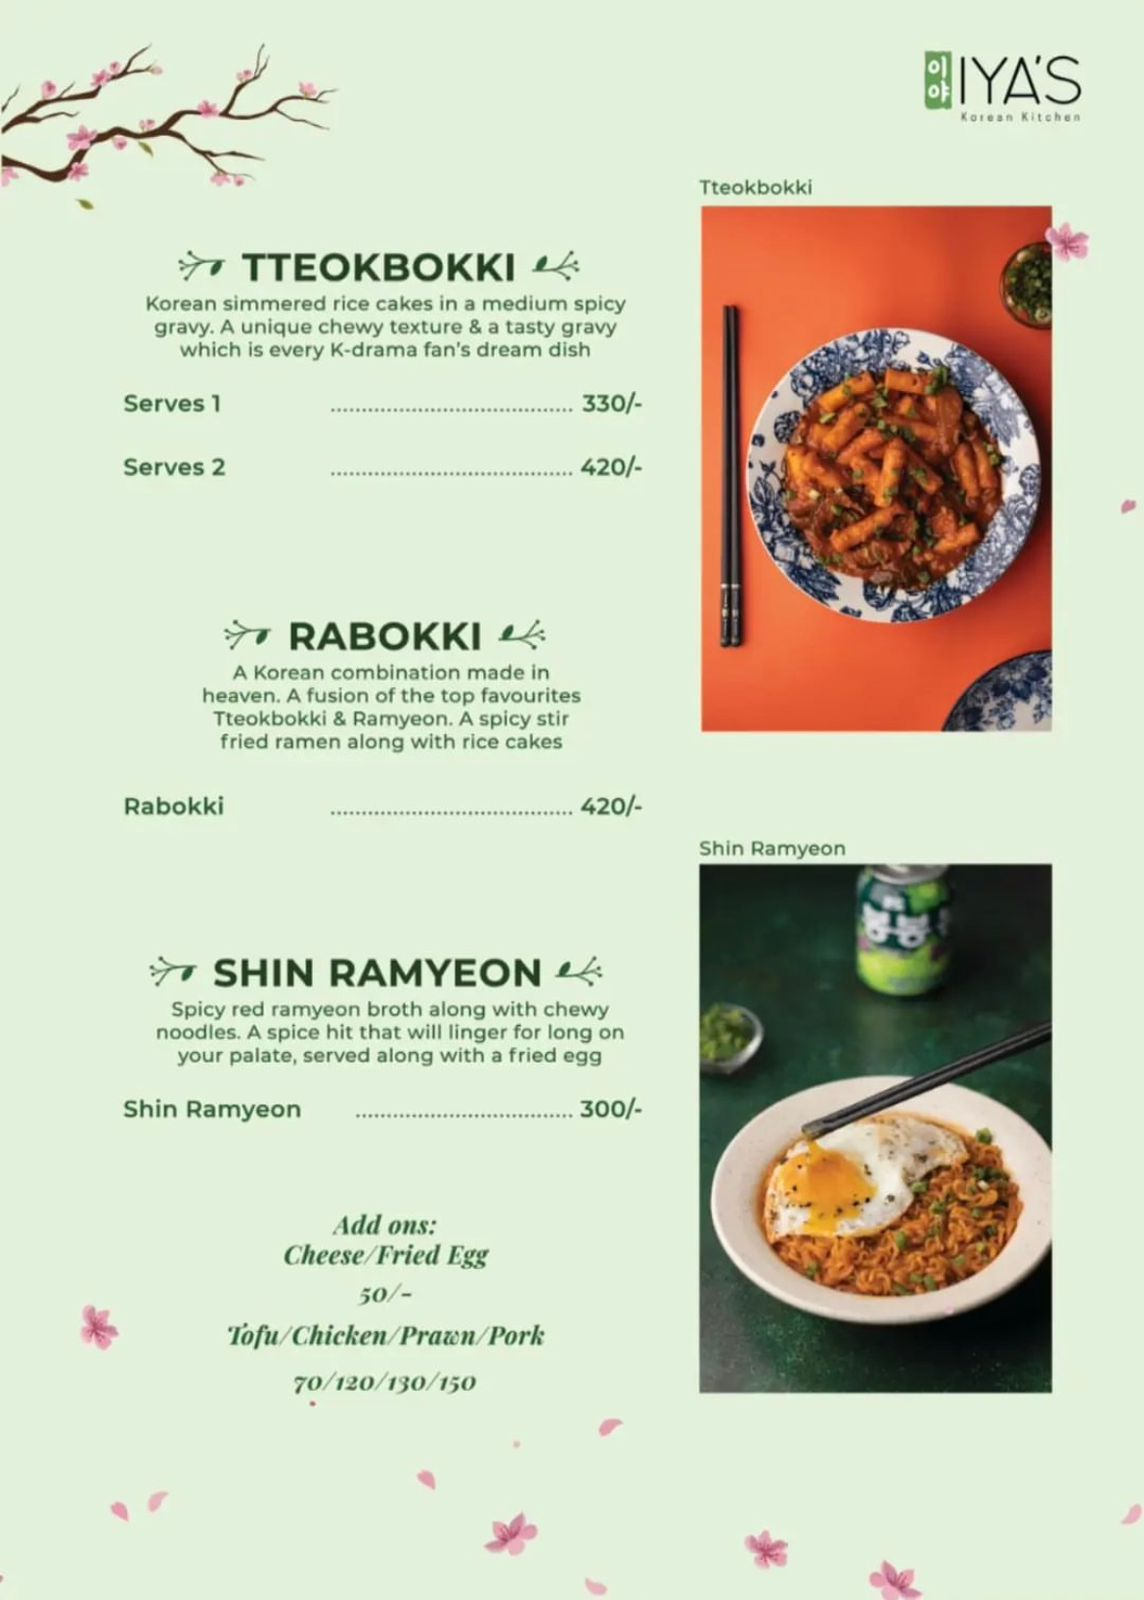 이야
IYA'S
Korean Kitchen
Tteokbokki
TTEOKBOKKI
Korean simmered rice cakes in a medium spicy
gravy. A unique chewy texture & a tasty gravy
which is every K-drama fan's dream dish
Serves 1 ....................................... 330/-
Serves 2 ....................................... 420/-
RABOKKI
A Korean combination made in
heaven. A fusion of the top favourites
Tteokbokki & Ramyeon. A spicy stir
fried ramen along with rice cakes
Rabokki ....................................... 420/-
Shin Ramyeon
봉봉
SHIN RAMYEON
Spicy red ramyeon broth along with chewy
noodles. A spice hit that will linger for long on
your palate, served along with a fried egg
Shin Ramyeon ................................... 300/-
Add ons:
Cheese/Fried Egg
50/-
Tofu/Chicken/Prawn/Pork
70/120/130/150